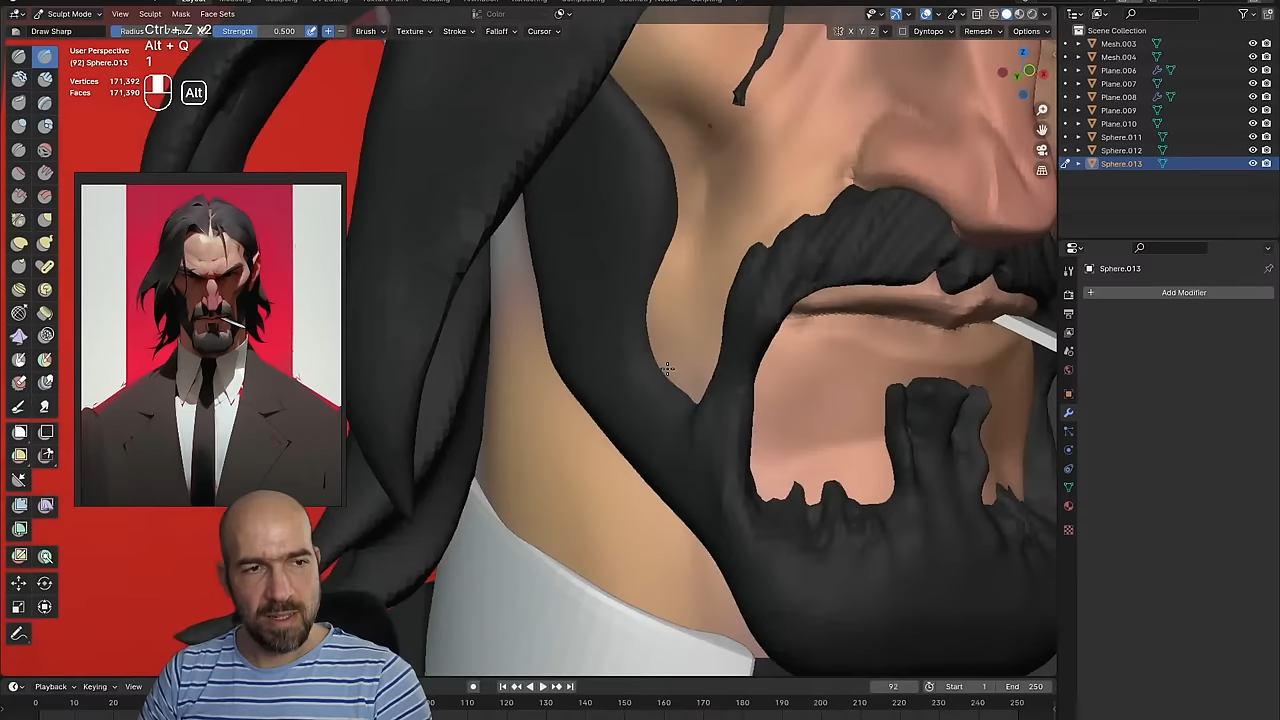 Sculpt Mode View Sculpt Mask Face Sets Color
Draw Sharp Radius Strength 0.500 Brush Texture Stroke Falloff Cursor X Y Z Dyntopo Remesh Options
Ctrl + Z x2
Alt + Q
1
Alt
User Perspective
(92) Sphere.013
Vertices 171,392
Faces 171,390
Z
Y
X
Scene Collection
Mesh.003
Mesh.004
Plane.006
Plane.007
Plane.008
Plane.009
Plane.010
Sphere.011
Sphere.012
Sphere.013
Sphere.013
Add Modifier
Playback Keying View 92 Start 1 End 250
0 10 20 100 110 120 130 140 150 160 170 180 190 200 210 220 230 240 250